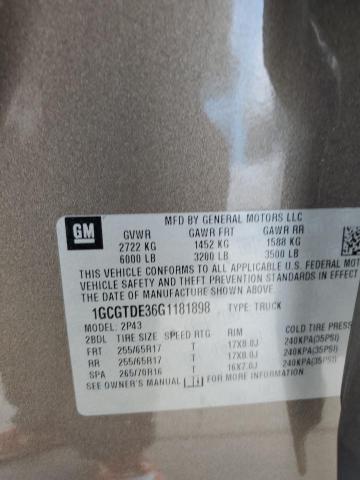 MFD BY GENERAL MOTORS LLC
GM GVWR GAWR FRT GAWR RR
2722 KG 1452 KG 1588 KG
6000 LB 3200 LB 3500 LB
THIS VEHICLE CONFORMS TO ALL APPLICABLE U.S. FEDERAL MOT
VEHICLE SAFETY AND THEFT PREVENTION STANDARDS IN EFFEC
DATE OF MANUFACTURE SHOWN ABOVE.
1GCGTDE36G1181898 TYPE: TRUCK
MODEL: 2P43
2BDL TIRE SIZE SPEED RTG RIM COLD TIRE PRESS
FRT 255/65R17 T 17X8.0J 240KPA(35PSI)
RR 255/65R17 T 17X8.0J 240KPA(35PSI)
SPA 265/70R16 T 16X7.0J 240KPA(35PSI)
SEE OWNER'S MANUAL FOR MORE INFORMATION